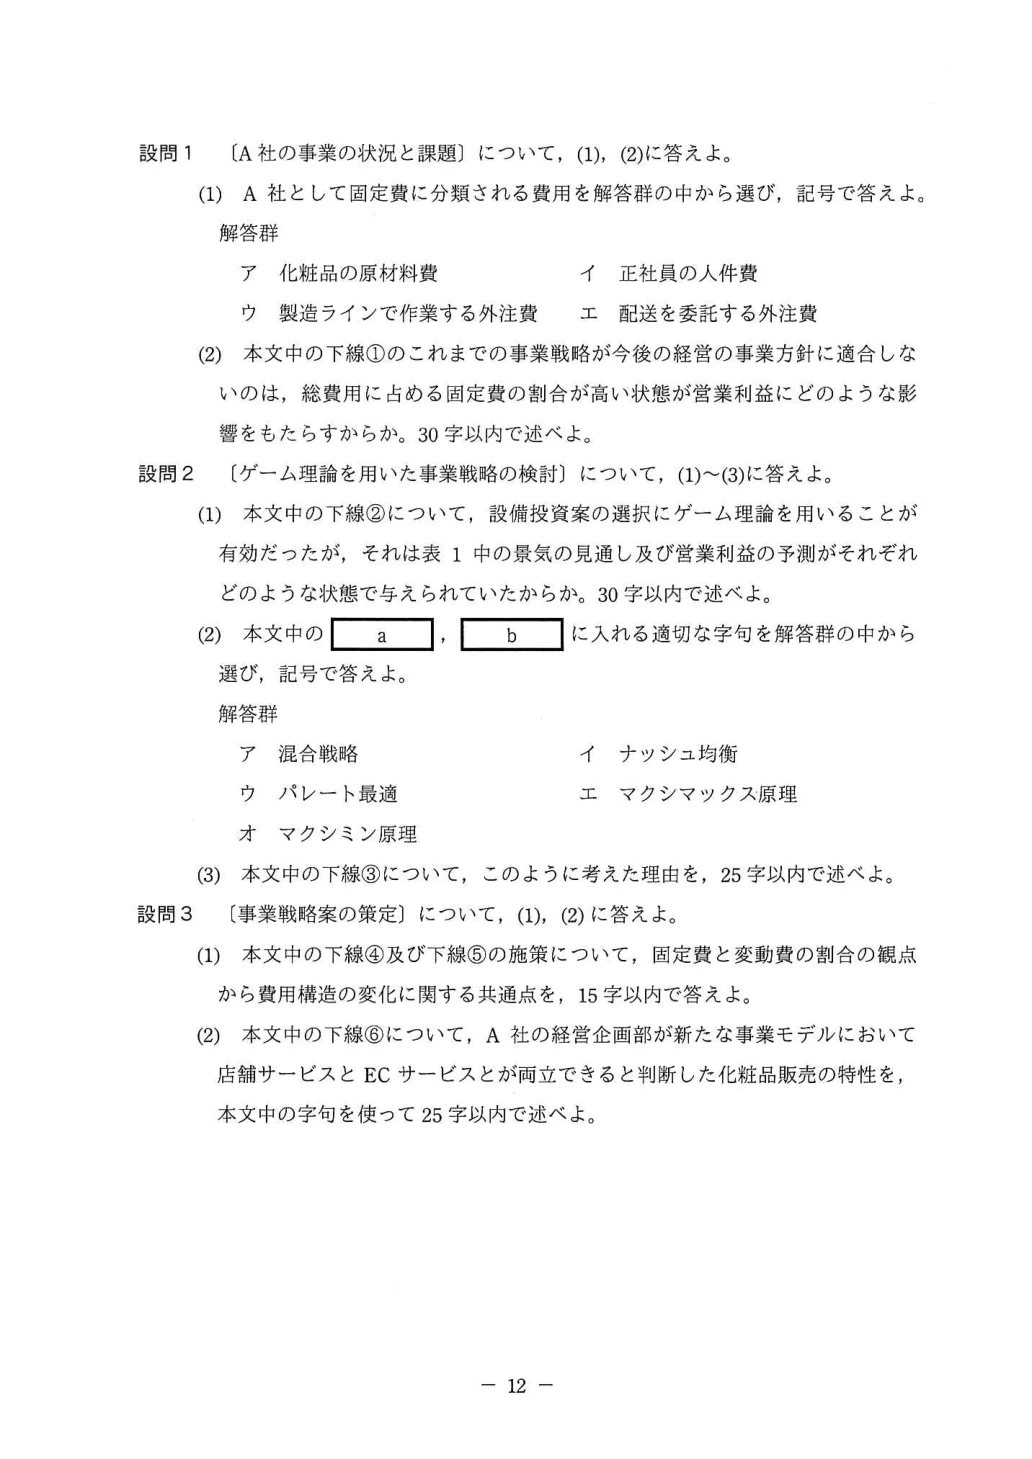 設問1 〔A 社の事業の状況と課題〕について，(1)，(2)に答えよ。
(1) A 社として固定費に分類される費用を解答群の中から選び，記号で答えよ。
解答群
ア 化粧品の原材料費 イ 正社員の人件費
ウ 製造ラインで作業する外注費 エ 配送を委託する外注費
(2) 本文中の下線①のこれまでの事業戦略が今後の経営の事業方針に適合しな
いのは，総費用に占める固定費の割合が高い状態が営業利益にどのような影
響をもたらすからか。30 字以内で述べよ。
設問2 〔ゲーム理論を用いた事業戦略の検討〕について，(1)～(3)に答えよ。
(1) 本文中の下線②について，設備投資案の選択にゲーム理論を用いることが
有効だったが，それは表 1 中の景気の見通し及び営業利益の予測がそれぞれ
どのような状態で与えられていたからか。30 字以内で述べよ。
(2) 本文中の a ， b に入れる適切な字句を解答群の中から
選び，記号で答えよ。
解答群
ア 混合戦略 イ ナッシュ均衡
ウ パレート最適 エ マクシマックス原理
オ マクシミン原理
(3) 本文中の下線③について，このように考えた理由を，25 字以内で述べよ。
設問3 〔事業戦略案の策定〕について，(1)，(2) に答えよ。
(1) 本文中の下線④及び下線⑤の施策について，固定費と変動費の割合の観点
から費用構造の変化に関する共通点を，15 字以内で答えよ。
(2) 本文中の下線⑥について，A 社の経営企画部が新たな事業モデルにおいて
店舗サービスと EC サービスとが両立できると判断した化粧品販売の特性を，
本文中の字句を使って 25 字以内で述べよ。
－ 12 －